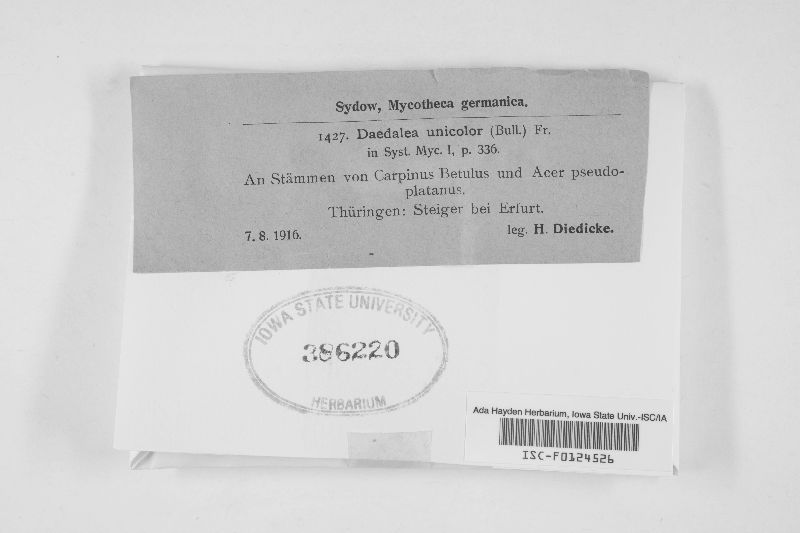 Sydow, Mycotheca germanica.
1427. Daedalea unicolor (Bull.) Fr.
in Syst. Myc. I, p. 336.
An Stämmen von Carpinus Betulus und Acer pseudo-
platanus.
Thüringen: Steiger bei Erfurt.
7. 8. 1916. leg. H. Diedicke.
IOWA STATE UNIVERSITY
386220
HERBARIUM
Ada Hayden Herbarium, Iowa State Univ.-ISC/IA
ISC-F0124526